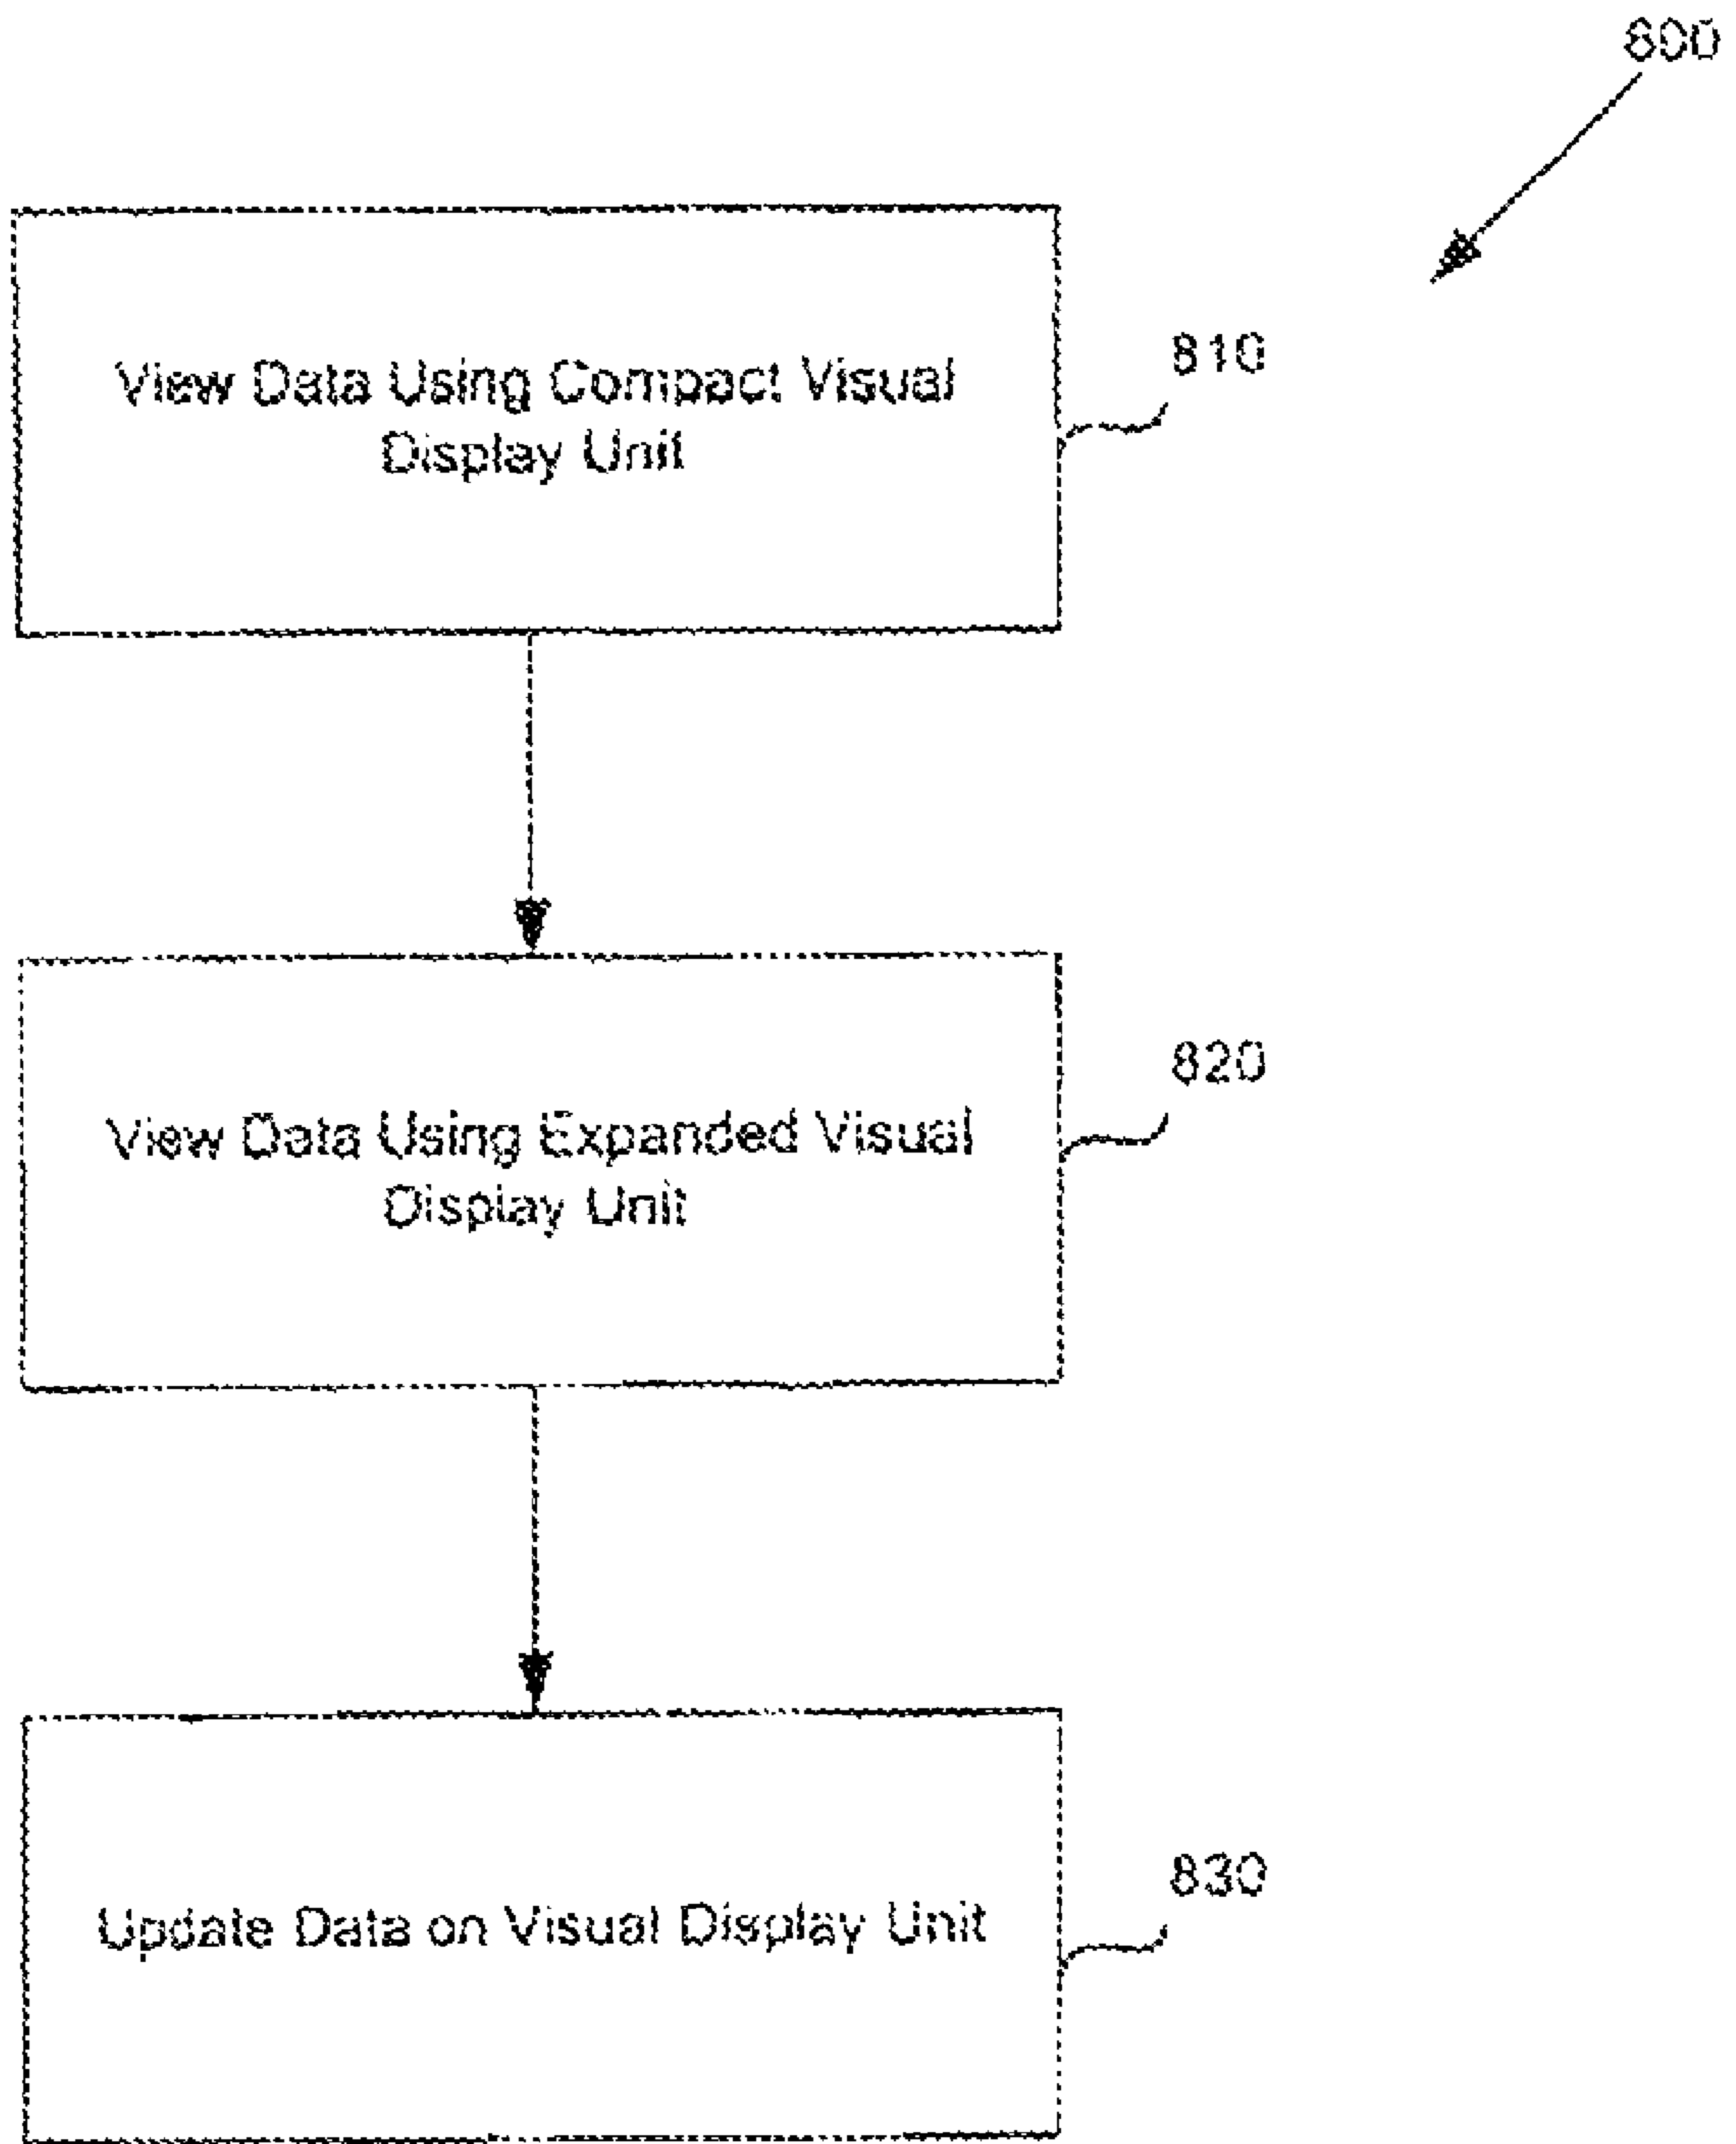 800
View Data Using Compact Visual
Display Unit
810
View Data Using Expanded Visual
Display Unit
820
Update Data on Visual Display Unit
830